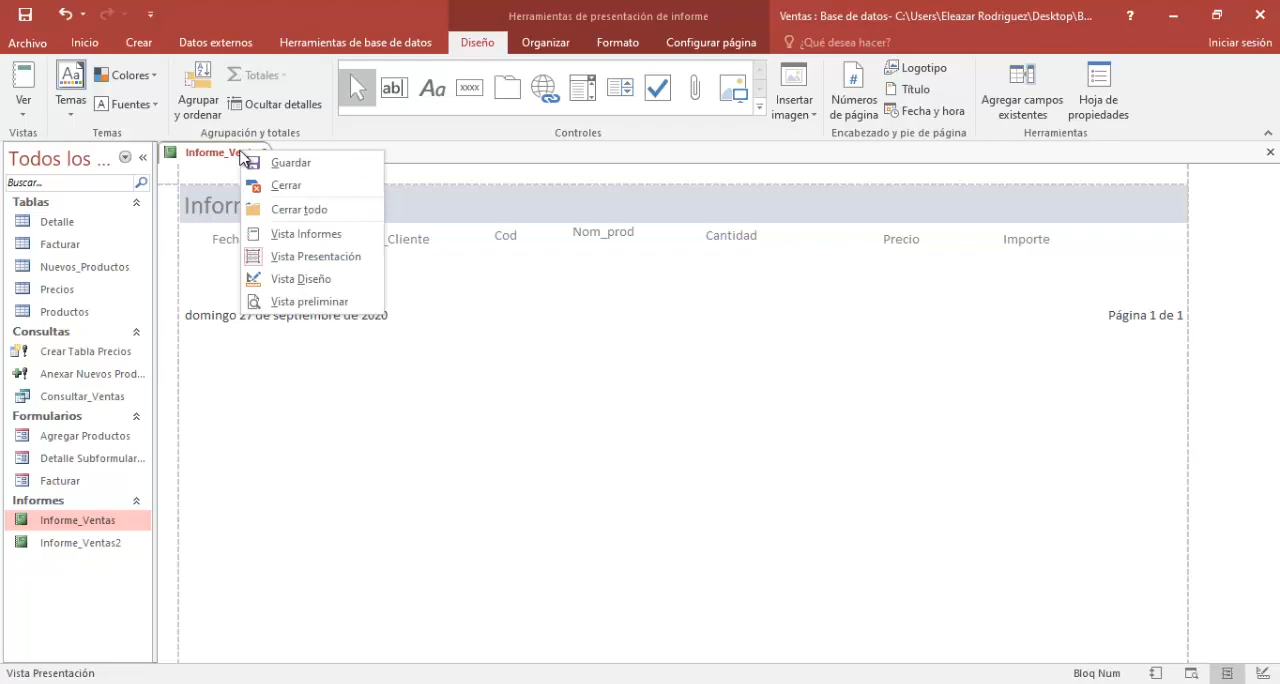 Herramientas de presentación de informe
Ventas : Base de datos- C:\Users\Eleazar Rodriguez\Desktop\B...
?
Archivo
Inicio
Crear
Datos externos
Herramientas de base de datos
Diseño
Organizar
Formato
Configurar página
¿Qué desea hacer?
Iniciar sesión
Ver
Vistas
Aa
Temas
Colores
A Fuentes
Temas
Agrupar
y ordenar
Totales
Ocultar detalles
Agrupación y totales
ab|
Aa
xxxx
Controles
Insertar
imagen
#
Números
de página
Logotipo
Título
Fecha y hora
Encabezado y pie de página
Agregar campos
existentes
Hoja de
propiedades
Herramientas
Todos los ...
Buscar...
Tablas
Detalle
Facturar
Nuevos_Productos
Precios
Productos
Consultas
Crear Tabla Precios
Anexar Nuevos Prod...
Consultar_Ventas
Formularios
Agregar Productos
Detalle Subformular...
Facturar
Informes
Informe_Ventas
Informe_Ventas2
Guardar
Cerrar
Cerrar todo
Vista Informes
Vista Presentación
Vista Diseño
Vista preliminar
_Cliente
Cod
Nom_prod
Cantidad
Precio
Importe
domingo 27 de septiembre de 2020
Página 1 de 1
Vista Presentación
Bloq Num